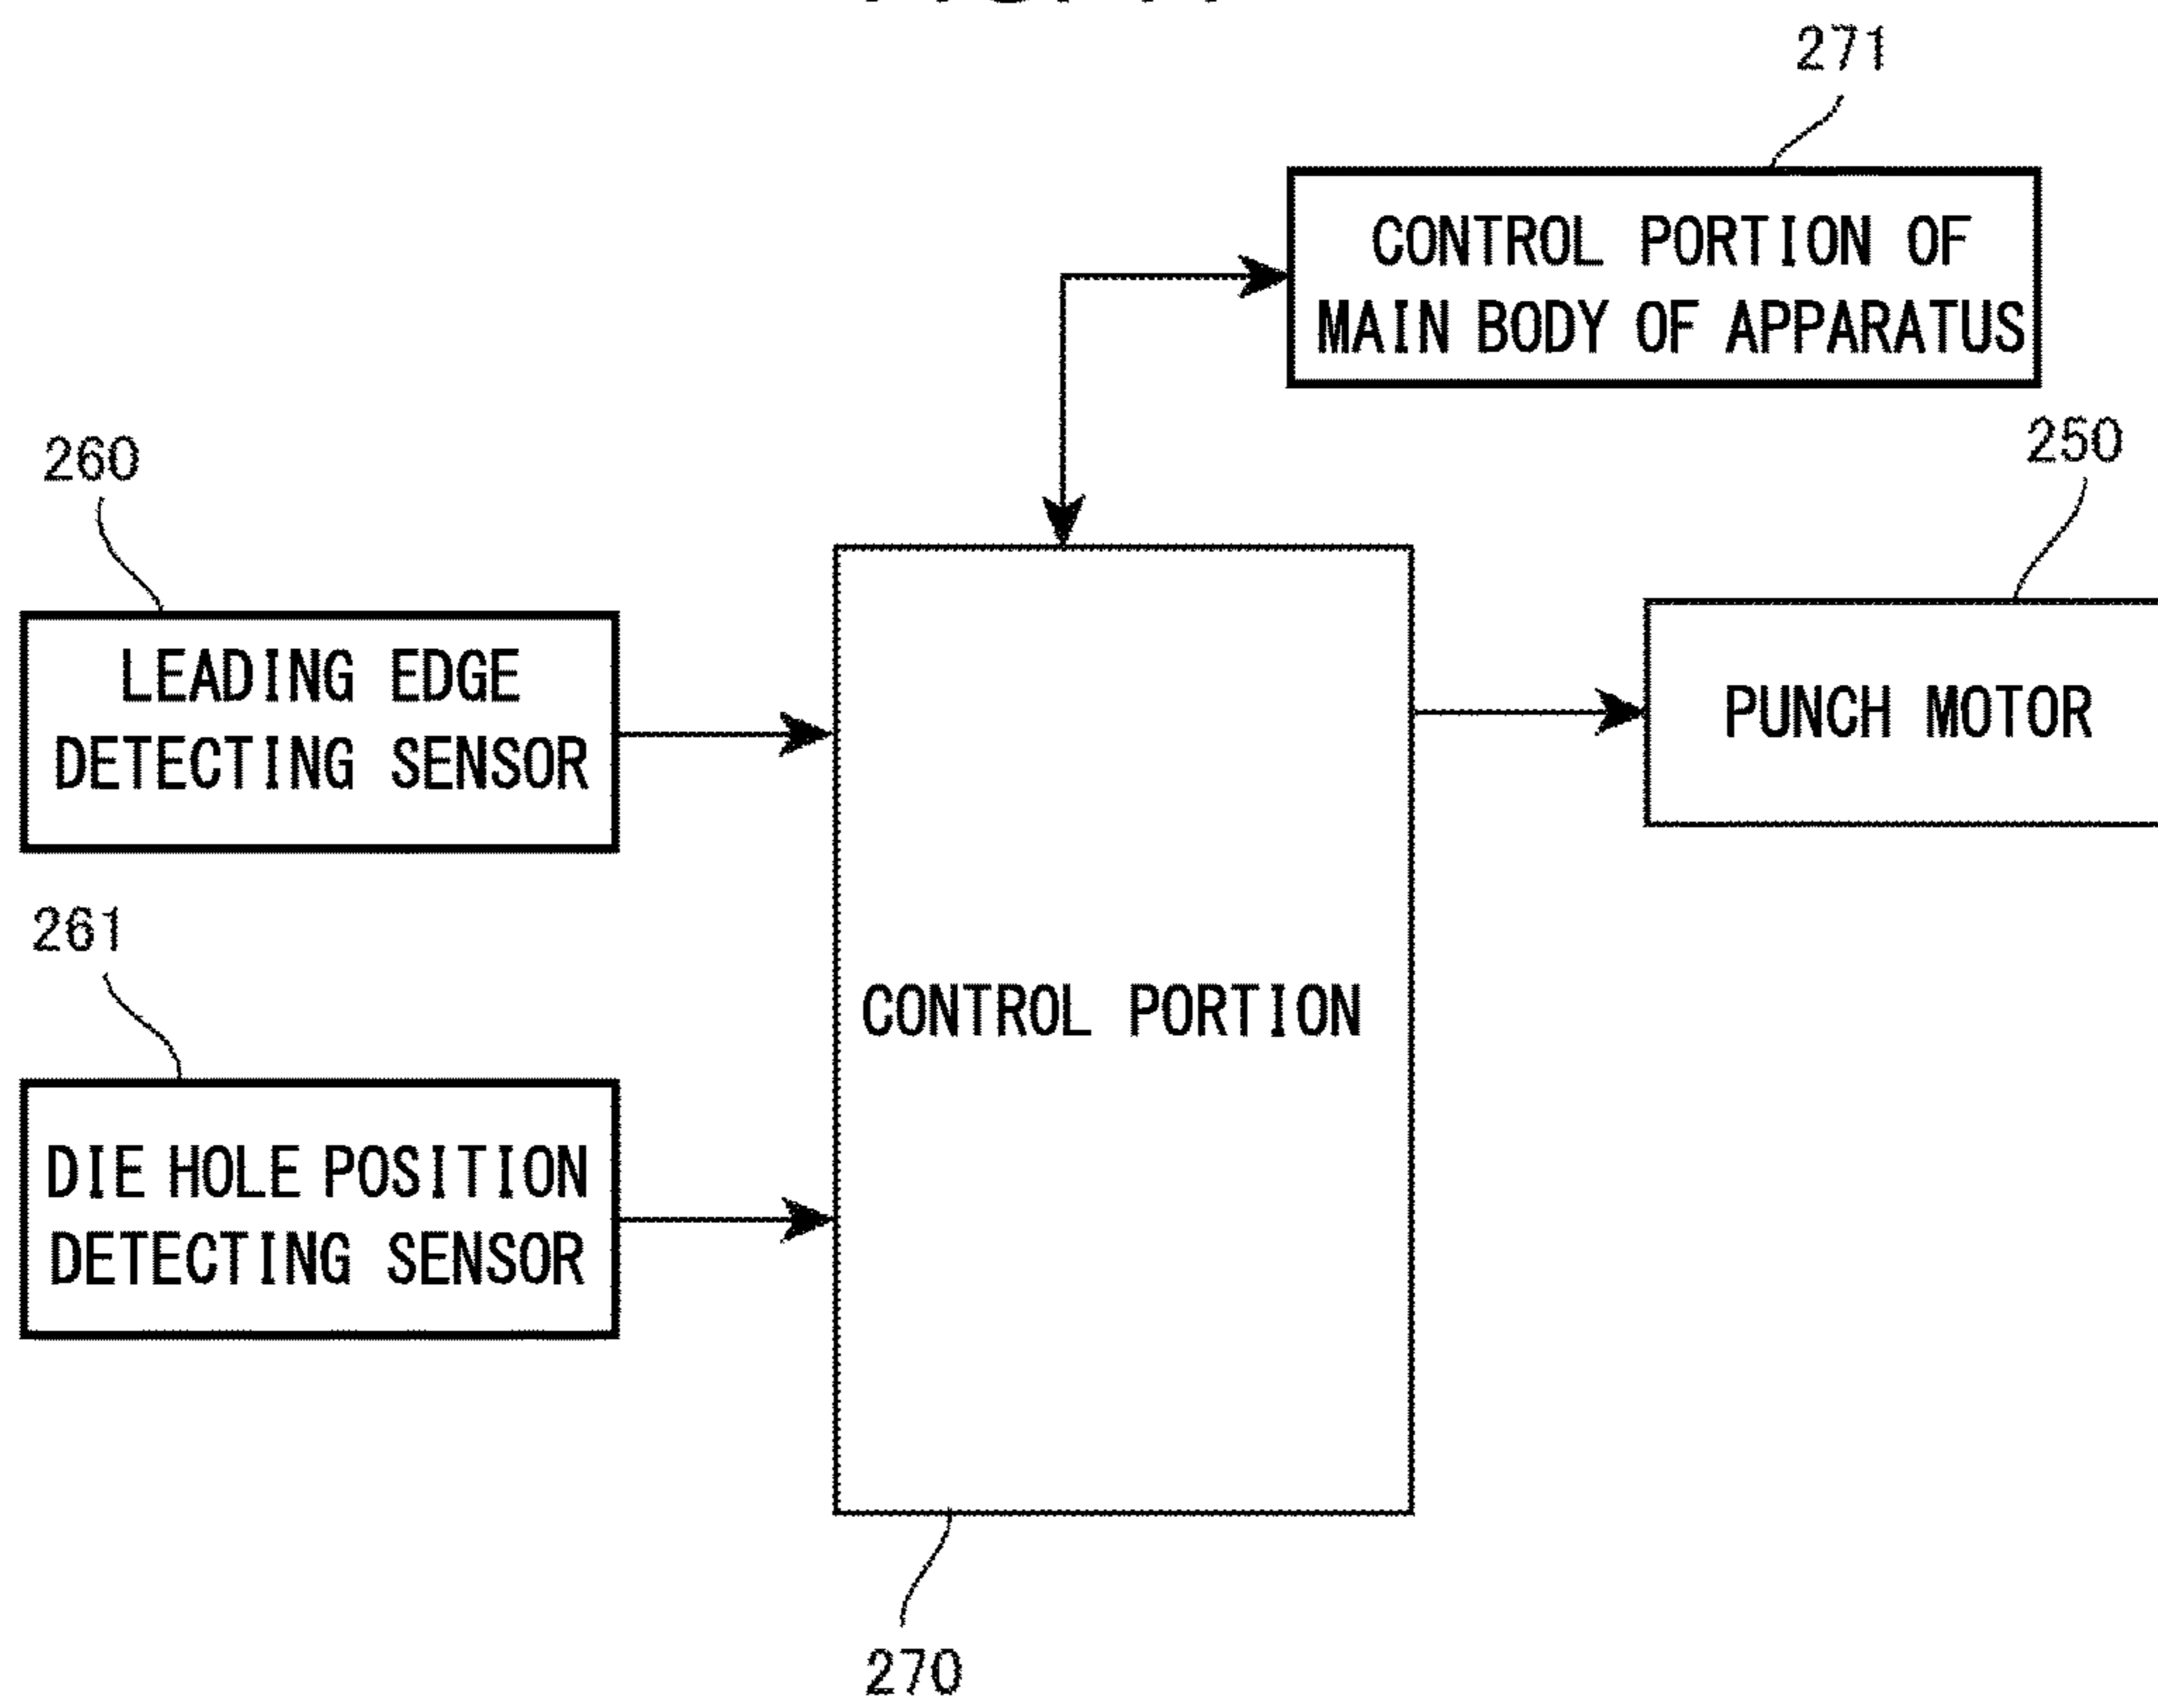 271
CONTROL PORTION OF
MAIN BODY OF APPARATUS
260
250
LEADING EDGE
DETECTING SENSOR
PUNCH MOTOR
261
CONTROL PORTION
DIE HOLE POSITION
DETECTING SENSOR
270